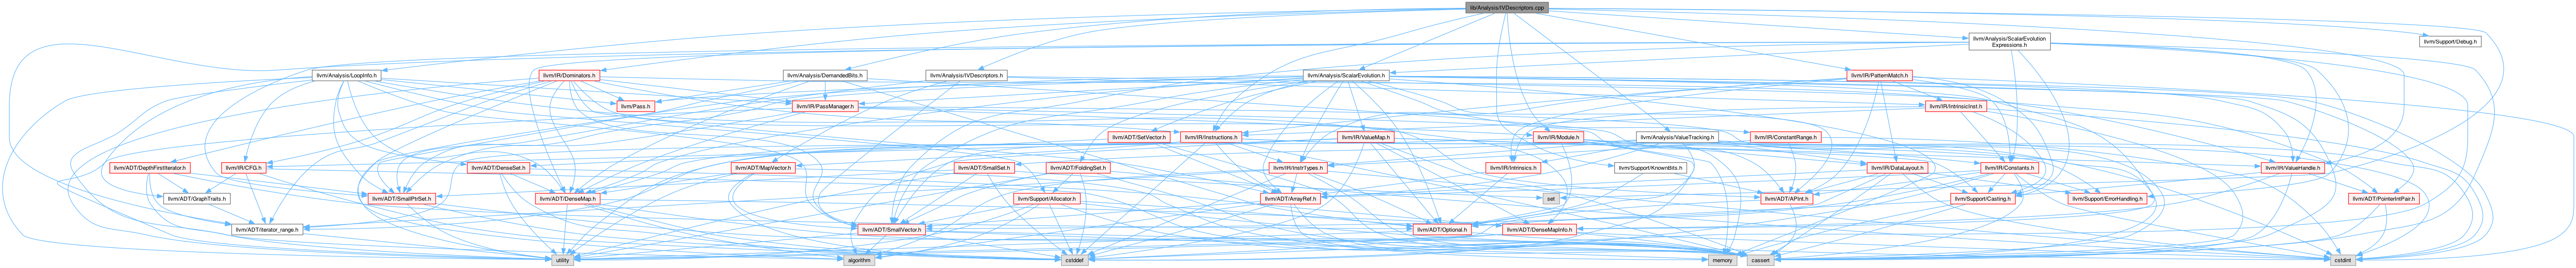 lib/Analysis/IVDescriptors.cpp
llvm/Analysis/ScalarEvolution
Expressions.h
llvm/Support/Debug.h
llvm/Analysis/LoopInfo.h
llvm/IR/Dominators.h
llvm/Analysis/DemandedBits.h
llvm/Analysis/IVDescriptors.h
llvm/Analysis/ScalarEvolution.h
llvm/IR/PatternMatch.h
llvm/Pass.h
llvm/IR/PassManager.h
llvm/IR/IntrinsicInst.h
llvm/ADT/SetVector.h
llvm/IR/Instructions.h
llvm/IR/ValueMap.h
llvm/IR/Module.h
llvm/Analysis/ValueTracking.h
llvm/IR/ConstantRange.h
llvm/ADT/DepthFirstIterator.h
llvm/IR/CFG.h
llvm/ADT/DenseSet.h
llvm/ADT/MapVector.h
llvm/ADT/SmallSet.h
llvm/ADT/FoldingSet.h
llvm/IR/InstrTypes.h
llvm/IR/Intrinsics.h
llvm/Support/KnownBits.h
llvm/IR/DataLayout.h
llvm/IR/Constants.h
llvm/IR/ValueHandle.h
llvm/ADT/GraphTraits.h
llvm/ADT/SmallPtrSet.h
llvm/ADT/DenseMap.h
llvm/Support/Allocator.h
llvm/ADT/ArrayRef.h
set
llvm/ADT/APInt.h
llvm/Support/Casting.h
llvm/Support/ErrorHandling.h
llvm/ADT/PointerIntPair.h
llvm/ADT/iterator_range.h
llvm/ADT/SmallVector.h
llvm/ADT/Optional.h
llvm/ADT/DenseMapInfo.h
utility
algorithm
cstddef
memory
cassert
cstdint